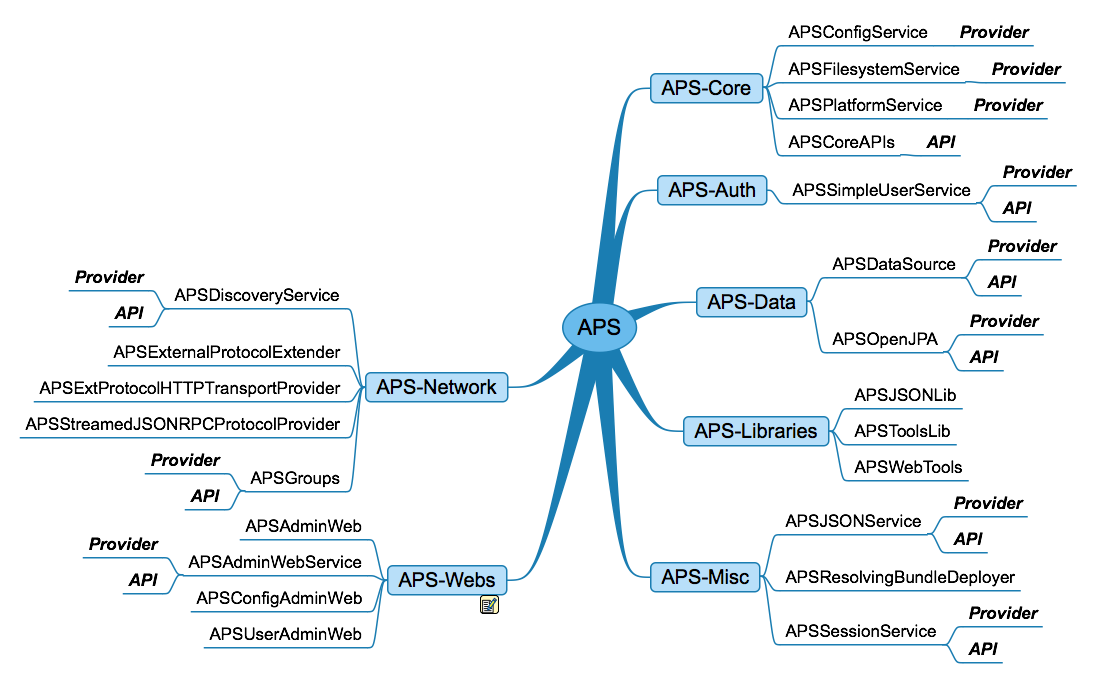 APS
APS-Core
APSConfigService Provider
APSFilesystemService Provider
APSPlatformService Provider
APSCoreAPIs API
APS-Auth
APSSimpleUserService
Provider
API
APS-Data
APSDataSource
Provider
API
APSOpenJPA
Provider
API
APS-Libraries
APSJSONLib
APSToolsLib
APSWebTools
APS-Misc
APSJSONService
Provider
API
APSResolvingBundleDeployer
APSSessionService
Provider
API
APS-Network
APSDiscoveryService
Provider
API
APSExternalProtocolExtender
APSExtProtocolHTTPTransportProvider
APSStreamedJSONRPCProtocolProvider
APSGroups
Provider
API
APS-Webs
APSAdminWeb
APSAdminWebService
Provider
API
APSConfigAdminWeb
APSUserAdminWeb